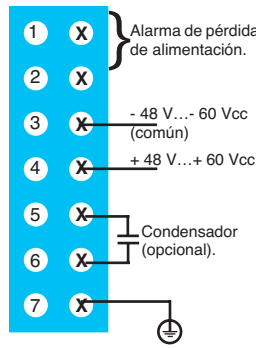 1 X
Alarma de pérdida
de alimentación.
2 X
3 X
- 48 V...- 60 Vcc
(común)
4 X
+ 48 V...+ 60 Vcc
5 X
Condensador
(opcional).
6 X
7 X